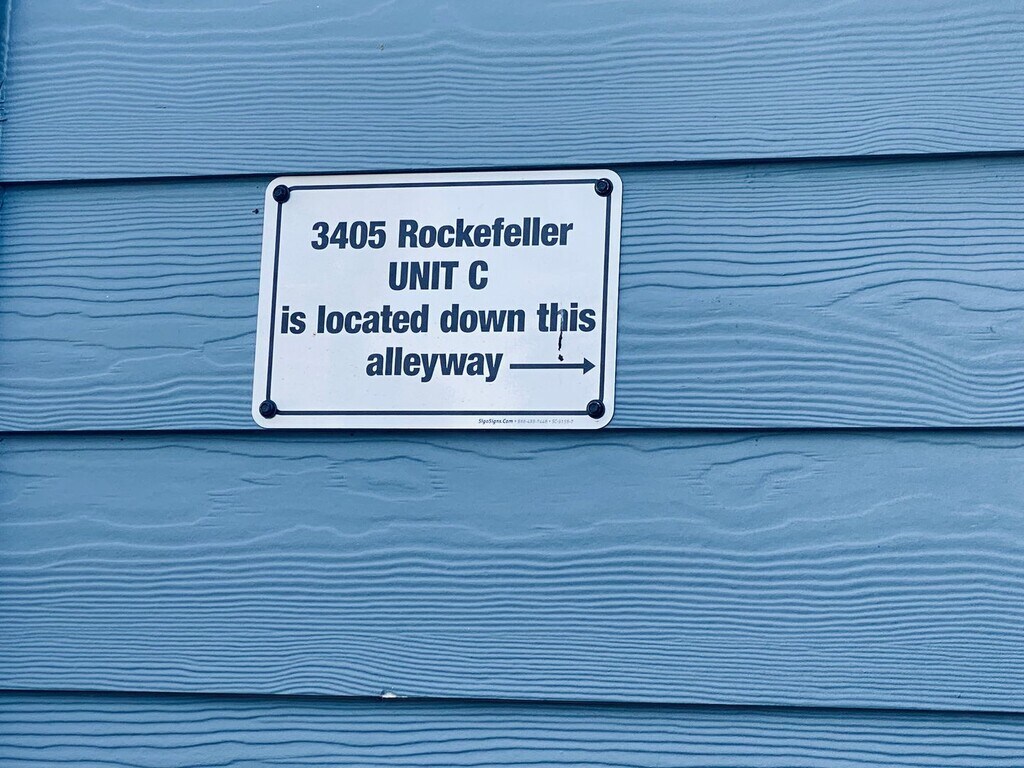 3405 Rockefeller
UNIT C
is located down this
alleyway